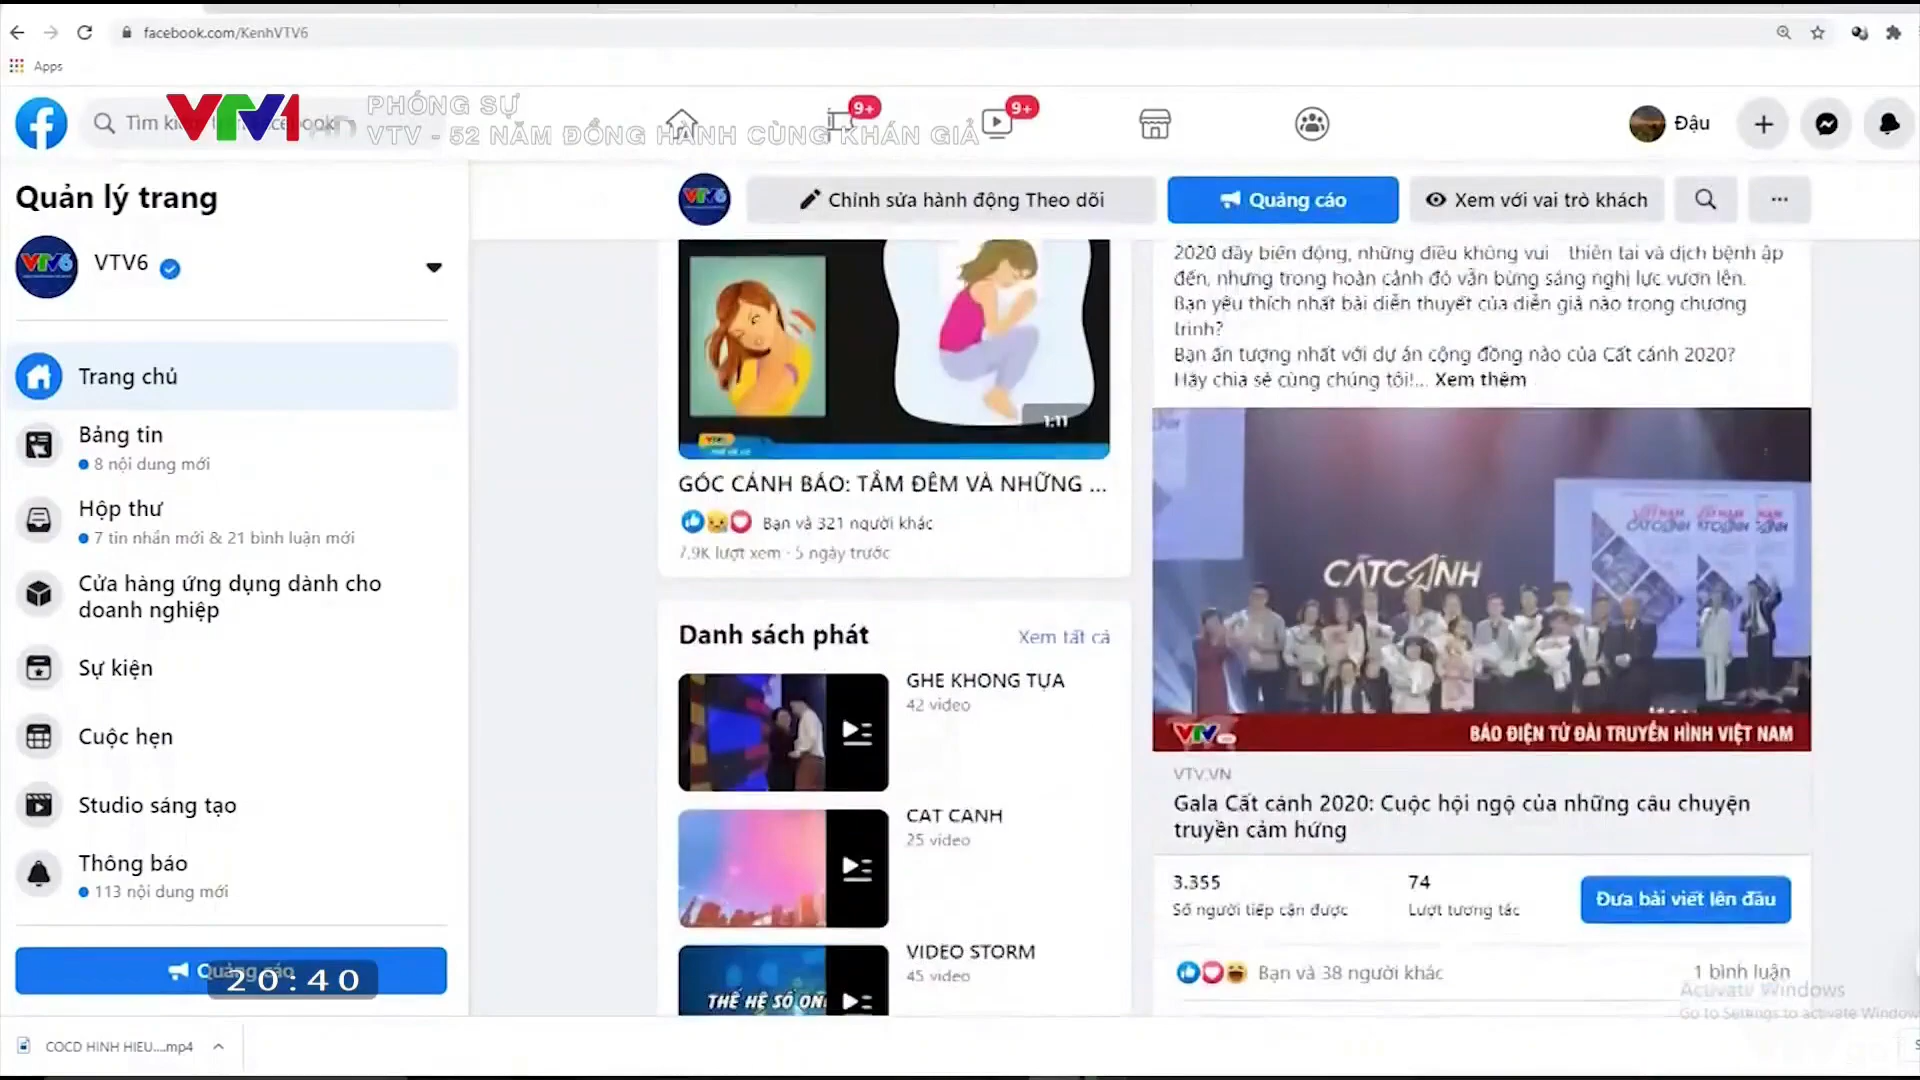 facebook.com/KenhVTV6
Apps
VTV1
PHÓNG SỰ
VTV - 52 NĂM ĐỒNG HÀNH CÙNG KHÁN GIẢ
9+
9+
Đậu
Quản lý trang
VTV6
Chỉnh sửa hành động Theo dõi
Quảng cáo
Xem với vai trò khách
VTV6
Trang chủ
Bảng tin
8 nội dung mới
Hộp thư
7 tin nhắn mới & 21 bình luận mới
Cửa hàng ứng dụng dành cho
doanh nghiệp
Sự kiện
Cuộc hẹn
Studio sáng tạo
Thông báo
113 nội dung mới
Quảng cáo
20:40
1:11
GÓC CẢNH BÁO: TẮM ĐÊM VÀ NHỮNG ...
Bạn và 321 người khác
7,9K lượt xem · 5 ngày trước
Danh sách phát
Xem tất cả
GHẾ KHÔNG TỰA
42 video
CẤT CÁNH
25 video
VIDEO STORM
45 video
THẾ HỆ SỐ
2020 đầy biến động, những điều không vui thiên tai và dịch bệnh ập
đến, nhưng trong hoàn cảnh đó vẫn bừng sáng nghị lực vươn lên.
Bạn yêu thích nhất bài diễn thuyết của diễn giả nào trong chương
trình?
Bạn ấn tượng nhất với dự án cộng đồng nào của Cất cánh 2020?
Hãy chia sẻ cùng chúng tôi!... Xem thêm
CẤT CÁNH
VTV
BÁO ĐIỆN TỬ ĐÀI TRUYỀN HÌNH VIỆT NAM
VTV.VN
Gala Cất cánh 2020: Cuộc hội ngộ của những câu chuyện
truyền cảm hứng
3.355
Số người tiếp cận được
74
Lượt tương tác
Đưa bài viết lên đầu
Bạn và 38 người khác
1 bình luận
Activate Windows
Go to Settings to activate Window
COCD HINH HIEU....mp4